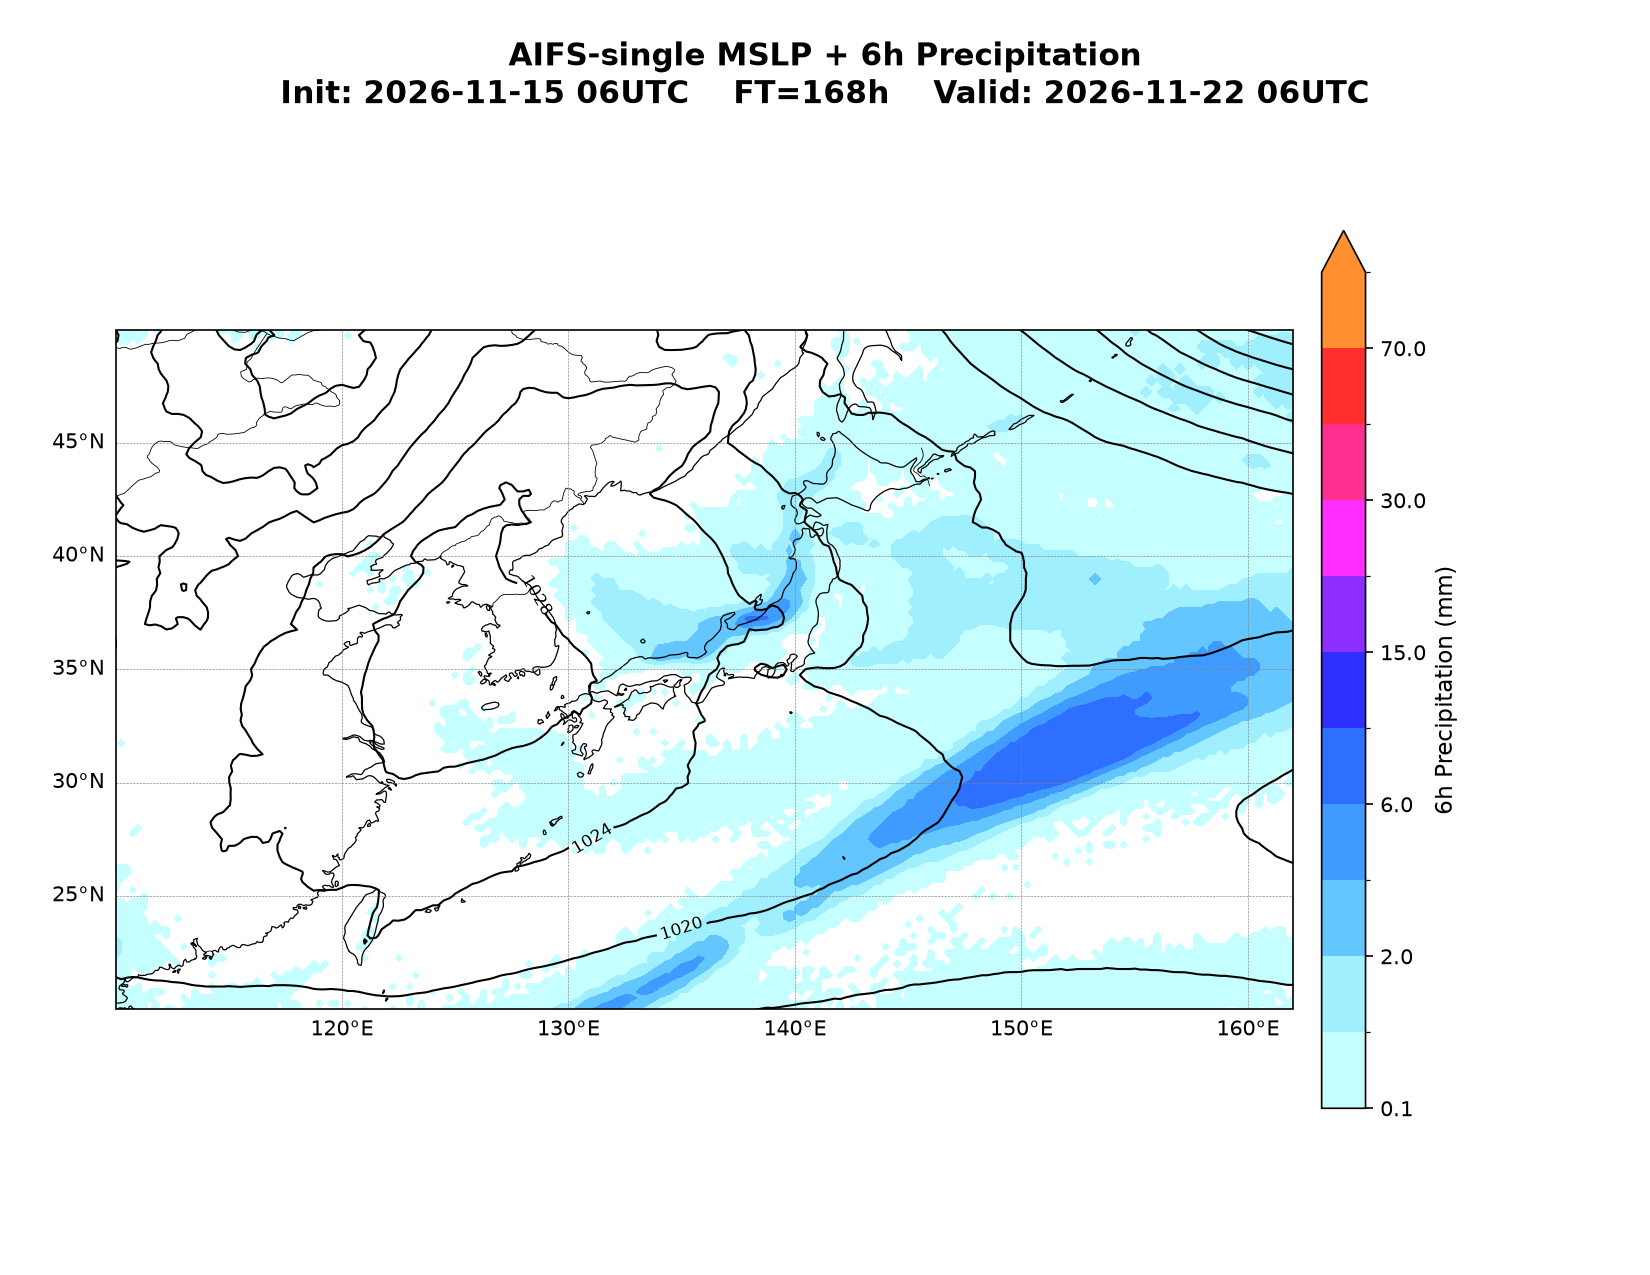 AIFS-single MSLP + 6h Precipitation
Init: 2026-11-15 06UTC    FT=168h    Valid: 2026-11-22 06UTC
45°N
40°N
35°N
30°N
25°N
120°E
130°E
140°E
150°E
160°E
1028
1024
1020
70.0
30.0
15.0
6.0
2.0
0.1
6h Precipitation (mm)